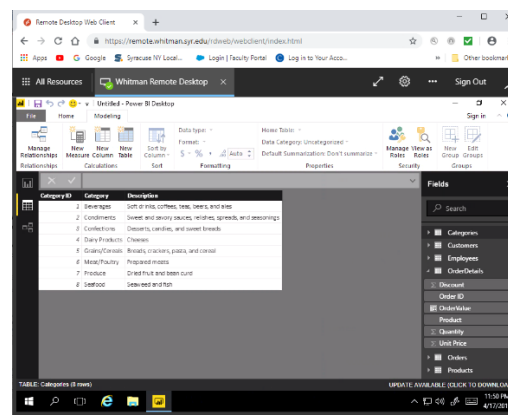 Remote Desktop Web Client
https://remote.whitman.syr.edu/rdweb/webclient/index.html
Apps G Google Syracuse NY Local... Login | Faculty Portal Log in to Your Acco... Other bookmar
All Resources Whitman Remote Desktop Sign Out
Untitled - Power BI Desktop
File Home Modeling Sign in
Manage Relationships New Measure New Column New Table Sort by Column Data type: Format: $ % , Auto Home Table: Data Category: Uncategorized Default Summarization: Don't summarize Manage Roles View as Roles New Group Edit Groups
Relationships Calculations Sort Formatting Properties Security Groups
Fields
Search
CategoryID Category Description
1 Beverages Soft drinks, coffees, teas, beers, and ales
2 Condiments Sweet and savory sauces, relishes, spreads, and seasonings
3 Confections Desserts, candies, and sweet breads
4 Dairy Products Cheeses
5 Grains/Cereals Breads, crackers, pasta, and cereal
6 Meat/Poultry Prepared meats
7 Produce Dried fruit and bean curd
8 Seafood Seaweed and fish
Categories
Customers
Employees
OrderDetails
Discount
Order ID
OrderValue
Product
Quantity
Unit Price
Orders
Products
TABLE: Categories (8 rows) UPDATE AVAILABLE (CLICK TO DOWNLOA
11:50 PM
4/17/201